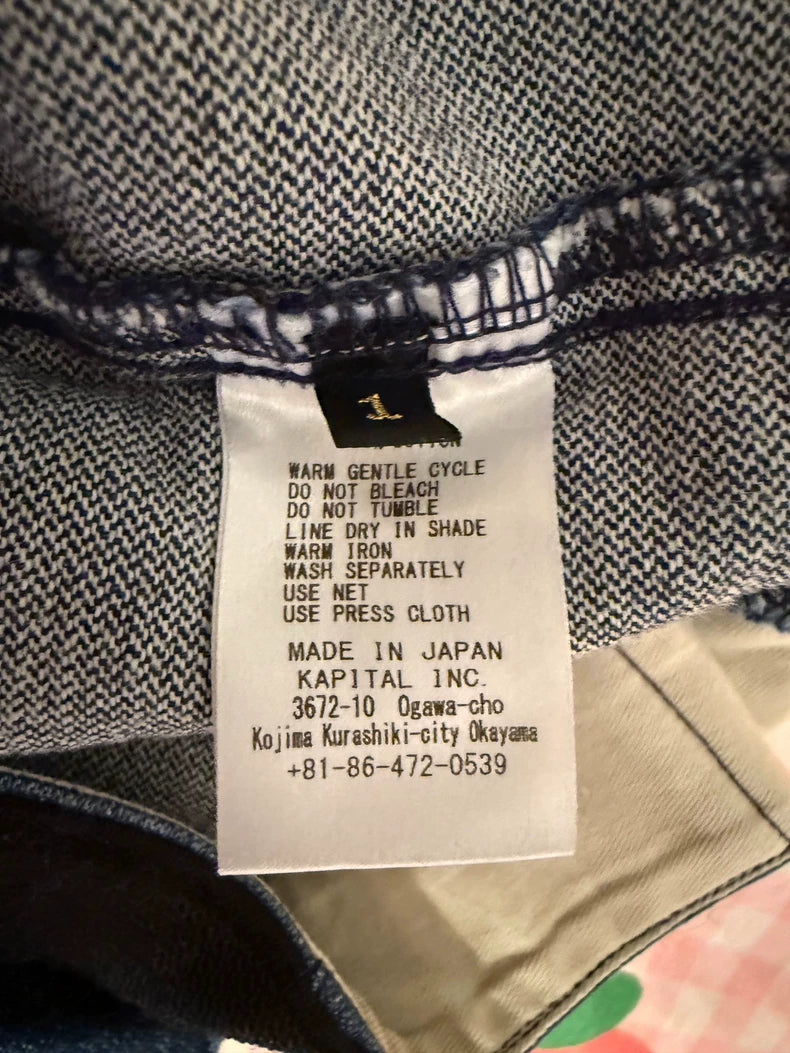 1
WARM GENTLE CYCLE
DO NOT BLEACH
DO NOT TUMBLE
LINE DRY IN SHADE
WARM IRON
WASH SEPARATELY
USE NET
USE PRESS CLOTH
MADE IN JAPAN
KAPITAL INC.
3672-10 Ogawa-cho
Kojima Kurashiki-city Okayama
+81-86-472-0539